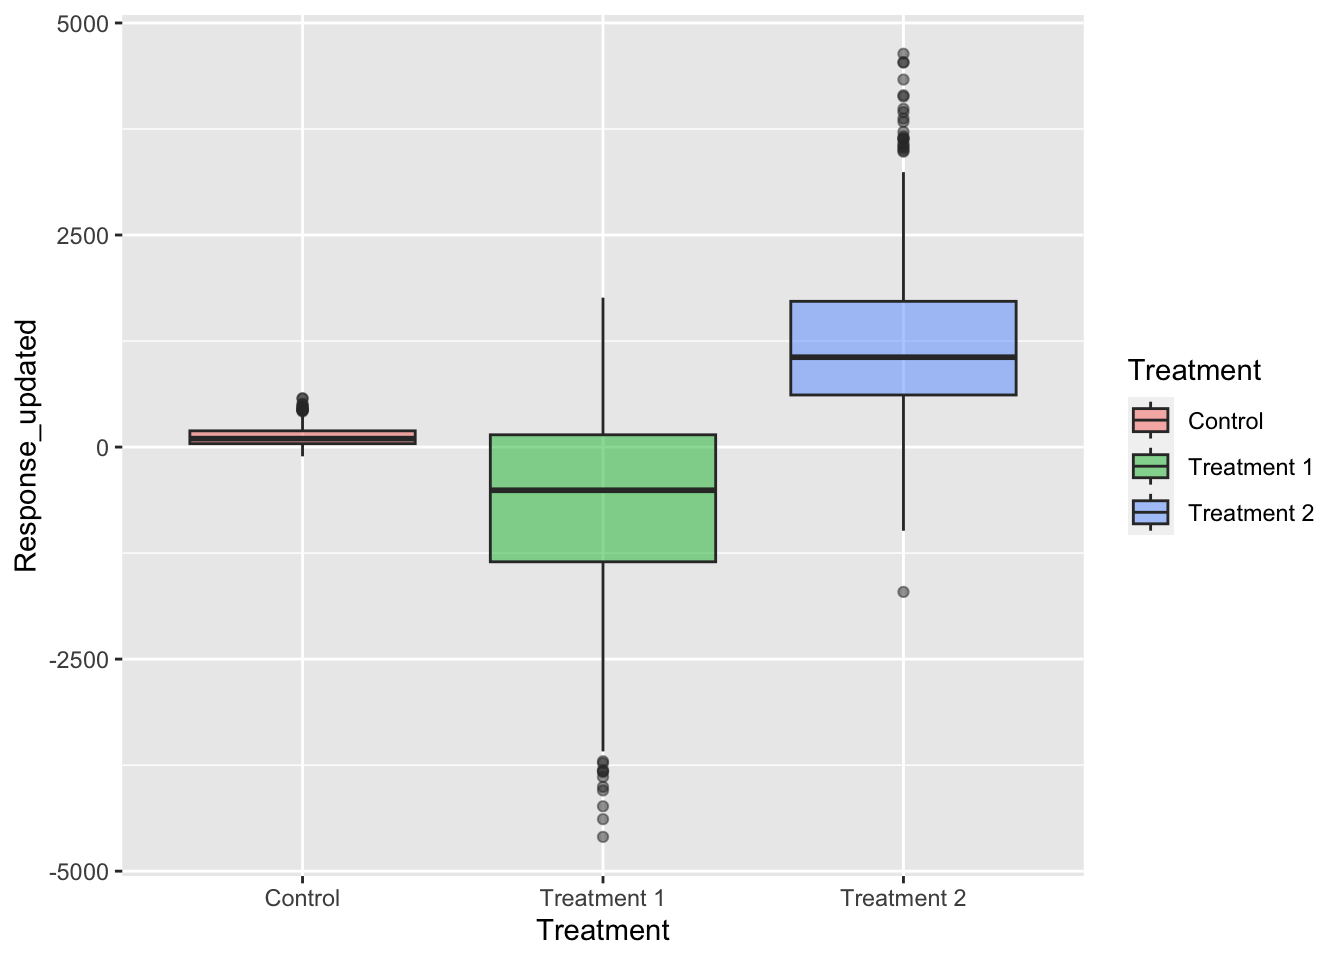 Response_updated
5000
2500
0
-2500
-5000
Control
Treatment 1
Treatment 2
Treatment
Treatment
Control
Treatment 1
Treatment 2